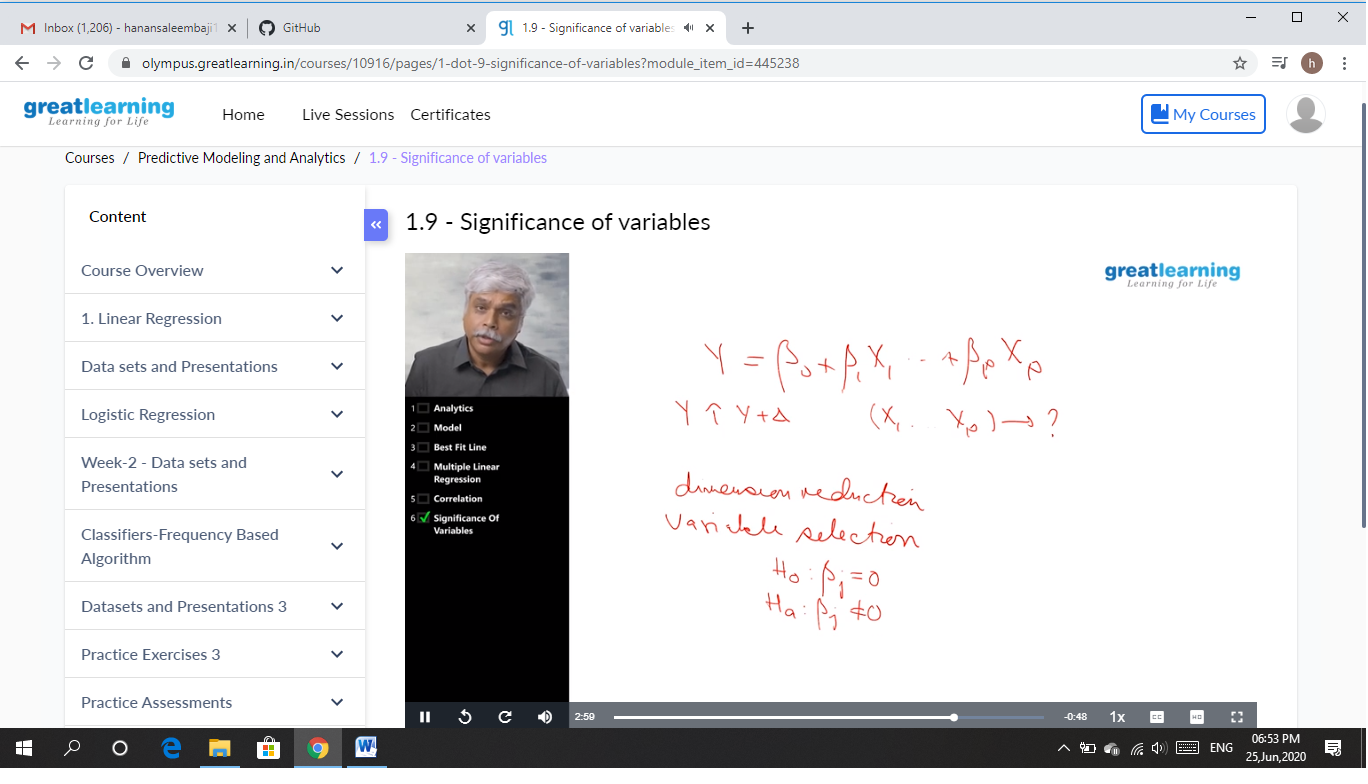 Inbox (1,206) - hanansaleembaji1
GitHub
1.9 - Significance of variables
olympus.greatlearning.in/courses/10916/pages/1-dot-9-significance-of-variables?module_item_id=445238
h
greatlearning
Learning for Life
Home Live Sessions Certificates
My Courses
Courses / Predictive Modeling and Analytics / 1.9 - Significance of variables
Content
Course Overview
1. Linear Regression
Data sets and Presentations
Logistic Regression
Week-2 - Data sets and
Presentations
Classifiers-Frequency Based
Algorithm
Datasets and Presentations 3
Practice Exercises 3
Practice Assessments
«
1.9 - Significance of variables
greatlearning
Learning for Life
1 Analytics
2 Model
3 Best Fit Line
4 Multiple Linear
Regression
5 Correlation
6 Significance Of
Variables
Y = β₀ + β₁X₁ ... + βₚXₚ
Y ↑ Y+Δ (X₁ ... Xₚ) → ?
dimension reduction
variable selection
H₀ : βⱼ = 0
Hₐ : βⱼ ≠ 0
2:59 -0:48 1x CC HD
W
ENG
06:53 PM
25,Jun,2020